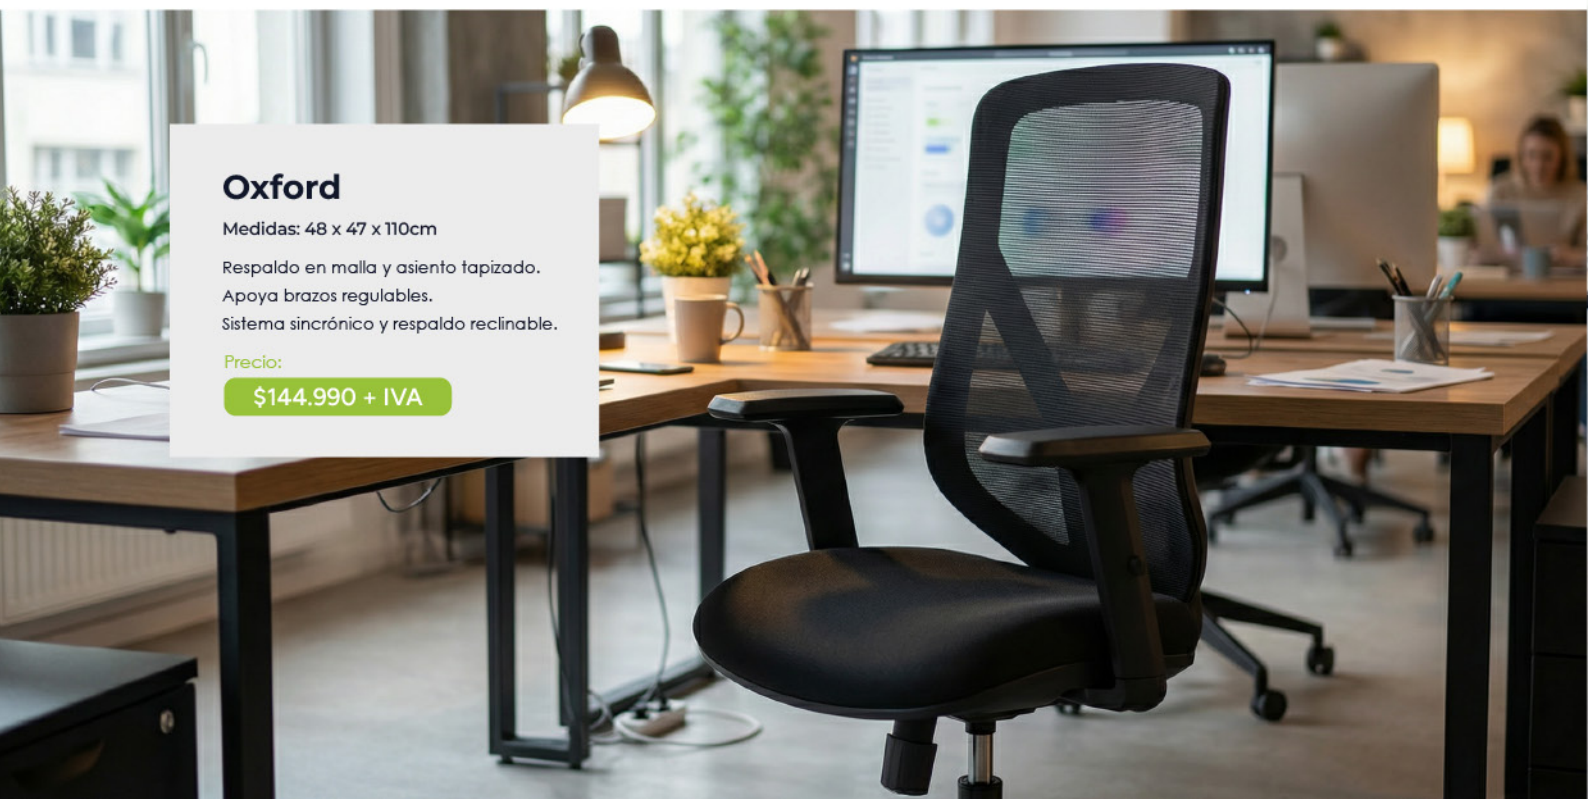 Oxford
Medidas: 48 x 47 x 110cm
Respaldo en malla y asiento tapizado.
Apoya brazos regulables.
Sistema sincrónico y respaldo reclinable.
Precio:
$144.990 + IVA